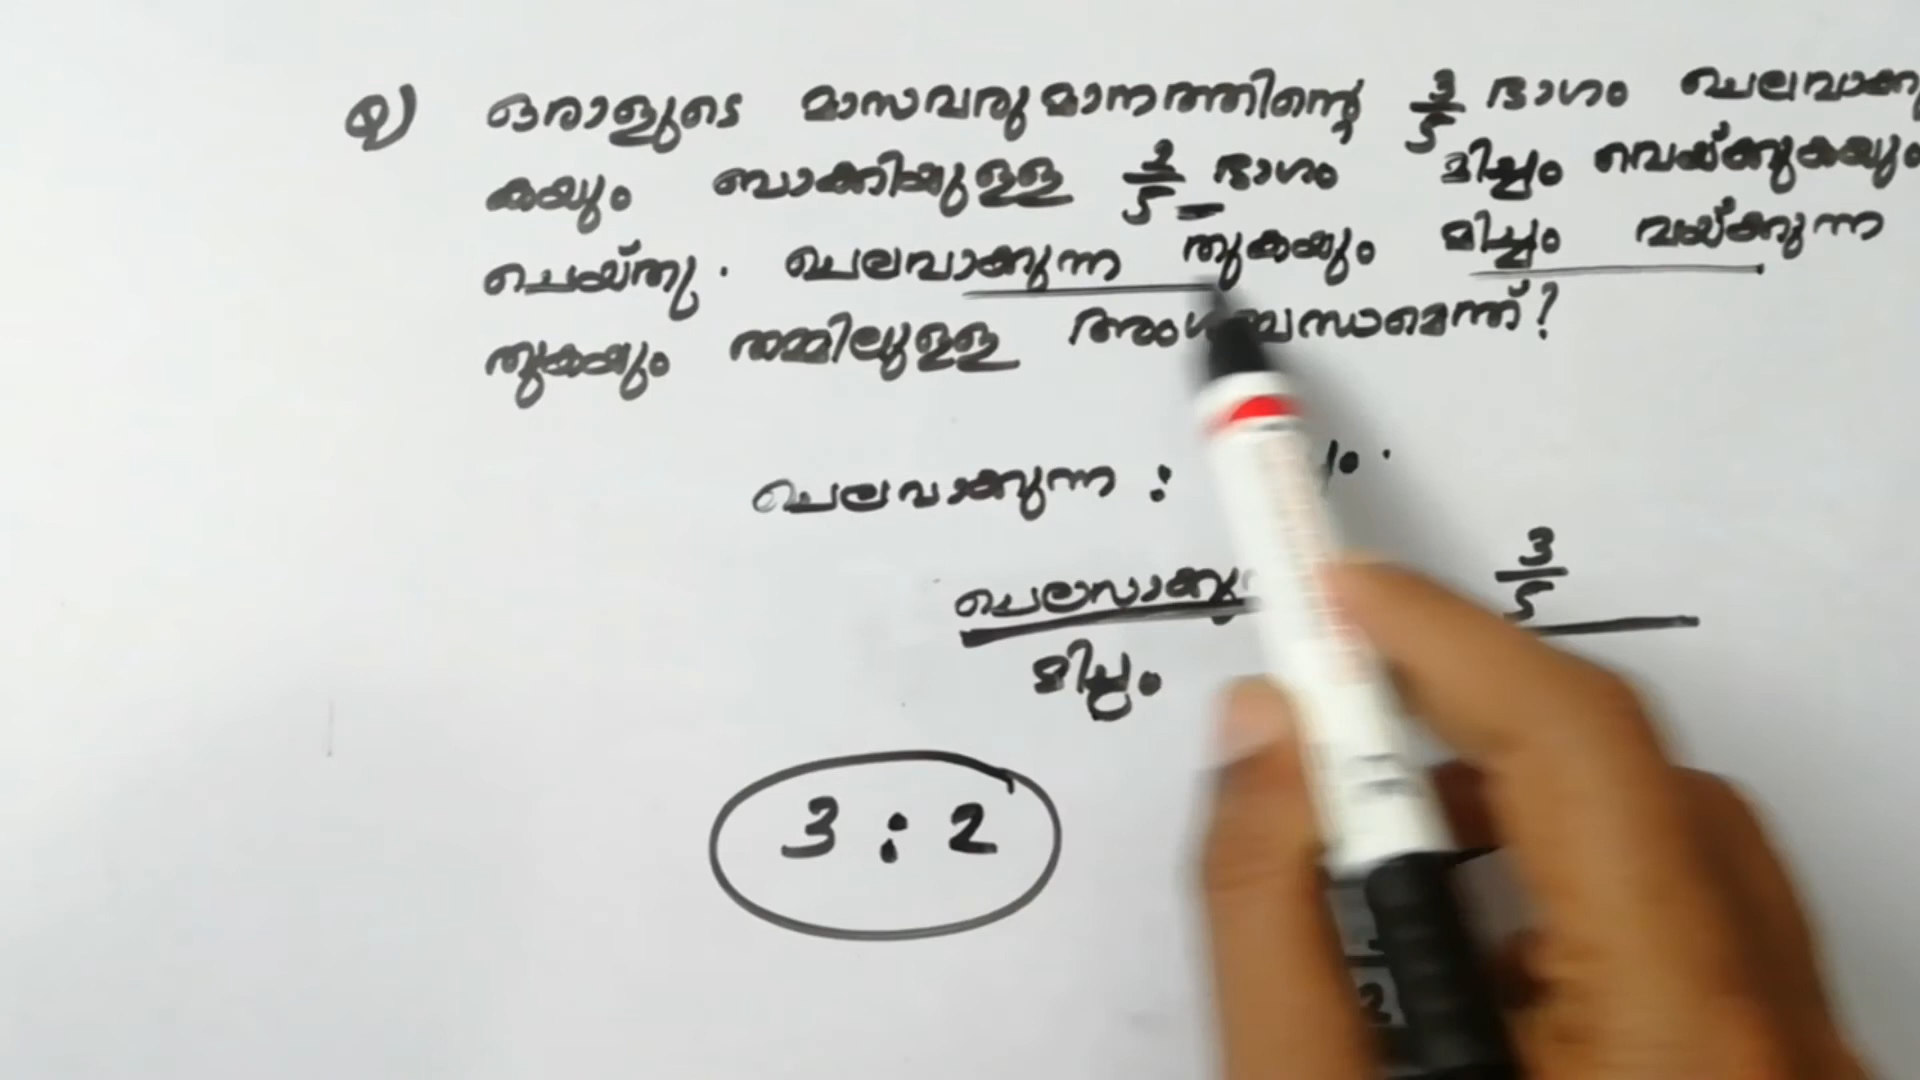 Q) ഒരാളുടെ മാസവരുമാനത്തിന്റെ 3/5 ഭാഗം ചെലവാക്കു
കയും ബാക്കിയുള്ള 2/5 ഭാഗം മിച്ചം വെയ്ക്കുകയും
ചെയ്തു. ചെലവാക്കുന്ന തുകയും മിച്ചം വയ്ക്കുന്ന
തുകയും തമ്മിലുള്ള അംശബന്ധമെന്ത്?
ചെലവാക്കുന്ന :
3/5
മിച്ചം
3 : 2